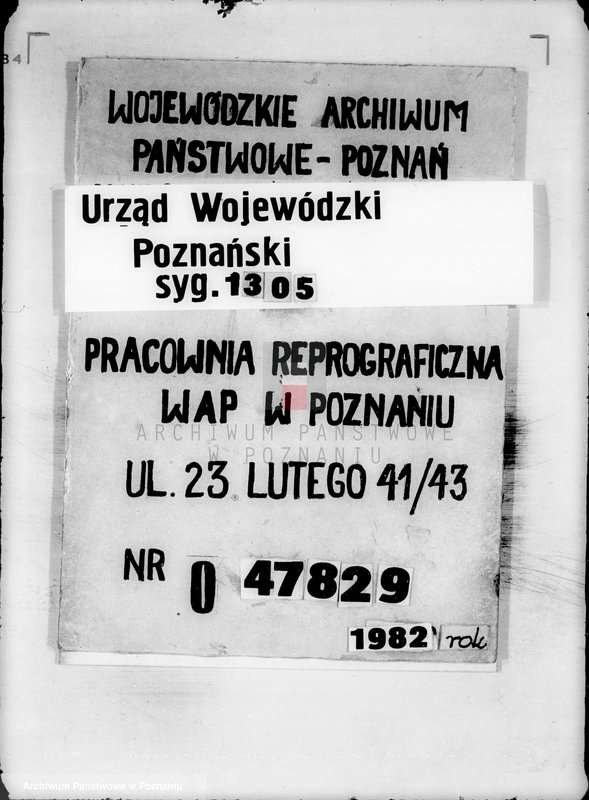 34
WOJEWÓDZKIE ARCHIWUM
PAŃSTWOWE - POZNAŃ
Urząd Wojewódzki
Poznański
syg. 1305
PRACOWNIA REPROGRAFICZNA
WAP W POZNANIU
ARCHIWUM PAŃSTWOWE
W POZNANIU
UL. 23 LUTEGO 41/43
NR 0 47829
1982 rok
Archiwum Państwowe w Poznaniu